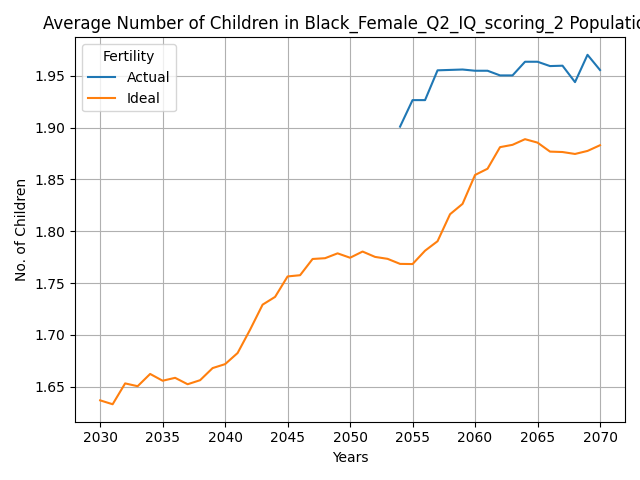 Average Number of Children in Black_Female_Q2_IQ_scoring_2 Populatio
Fertility
Actual
Ideal
No. of Children
1.95
1.90
1.85
1.80
1.75
1.70
1.65
2030 2035 2040 2045 2050 2055 2060 2065 2070
Years